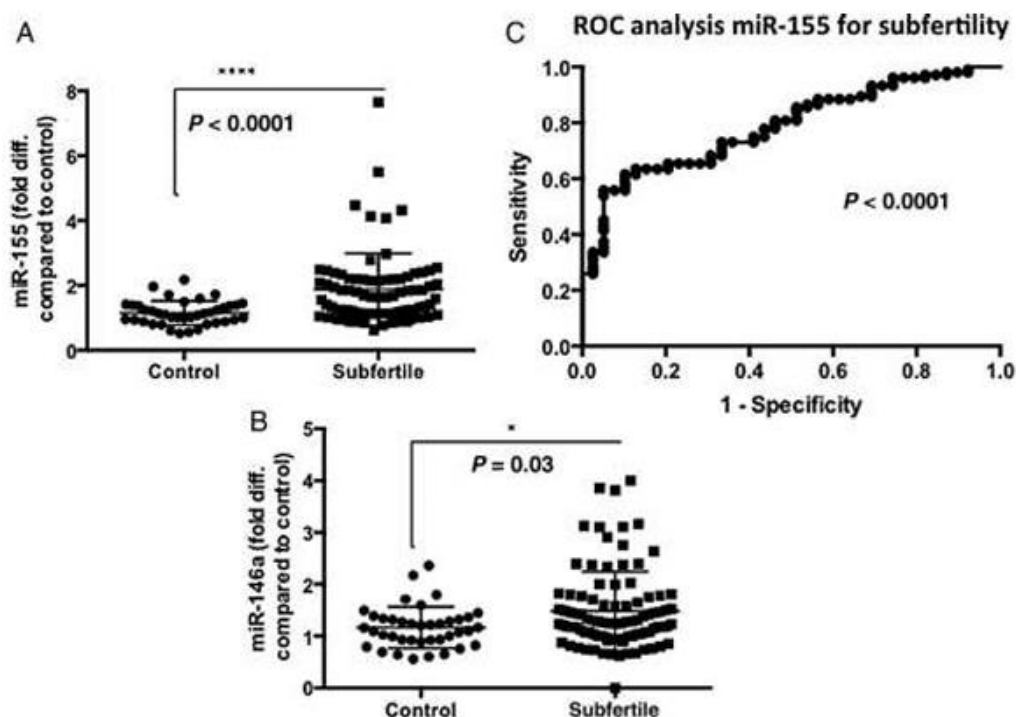 A
****
P < 0.0001
miR-155 (fold diff.
compared to control)
8
6
4
2
0
Control
Subfertile
C
ROC analysis miR-155 for subfertility
Sensitivity
1.0
0.8
0.6
0.4
0.2
0.0
P < 0.0001
0.0 0.2 0.4 0.6 0.8 1.0
1 - Specificity
B
*
P = 0.03
miR-146a (fold diff.
compared to control)
5
4
3
2
1
0
Control
Subfertile